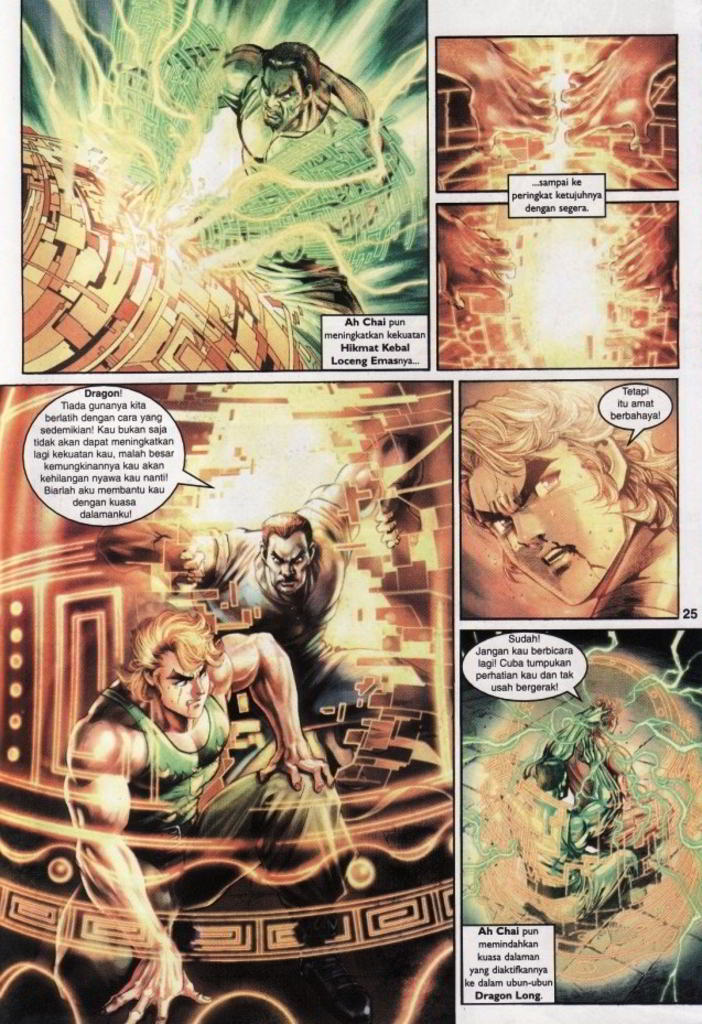 Ah Chai pun
meningkatkan kekuatan
Hikmat Kebal
Loceng Emasnya...
...sampai ke
peringkat ketujuhnya
dengan segera.
Dragon!
Tiada gunanya kita
berlatih dengan cara yang
sedemikian! Kau bukan saja
tidak akan dapat meningkatkan
lagi kekuatan kau, malah besar
kemungkinannya kau akan
kehilangan nyawa kau nanti!
Biarlah aku membantu kau
dengan kuasa
dalamanku!
Tetapi
itu amat
berbahaya!
25
Sudah!
Jangan kau berbicara
lagi! Cuba tumpukan
perhatian kau dan tak
usah bergerak!
Ah Chai pun
memindahkan
kuasa dalaman
yang diaktifkannya
ke dalam ubun-ubun
Dragon Long.